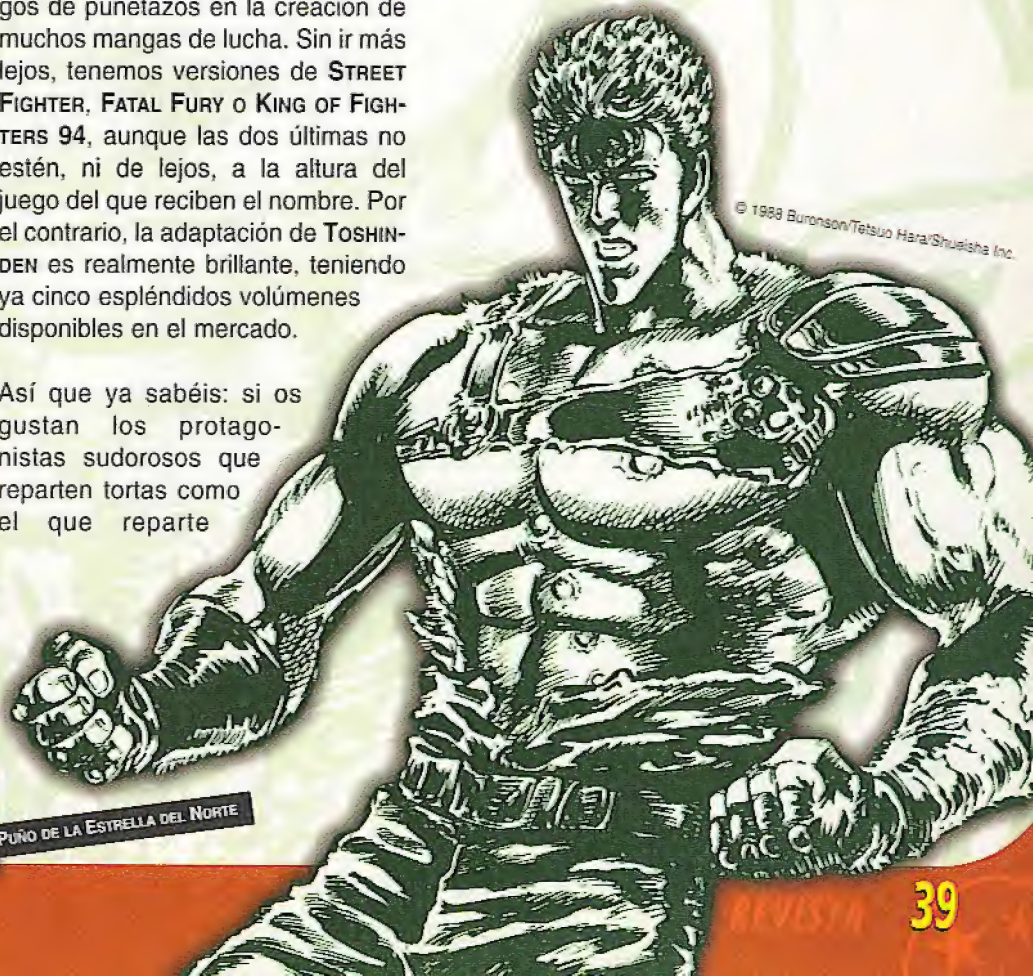 gos de puñetazos en la creación de
muchos mangas de lucha. Sin ir más
lejos, tenemos versiones de STREET
FIGHTER, FATAL FURY O KING OF FIGH-
TERS 94, aunque las dos últimas no
estén, ni de lejos, a la altura del
juego del que reciben el nombre. Por
el contrario, la adaptación de TOSHIN-
DEN es realmente brillante, teniendo
ya cinco espléndidos volúmenes
disponibles en el mercado.
Así que ya sabéis: si os
gustan los protago-
nistas sudorosos que
reparten tortas como
el que reparte
© 1988 Buronson/Tetsuo Hara/Shueisha Inc.
PUÑO DE LA ESTRELLA DEL NORTE
REVISTA
39